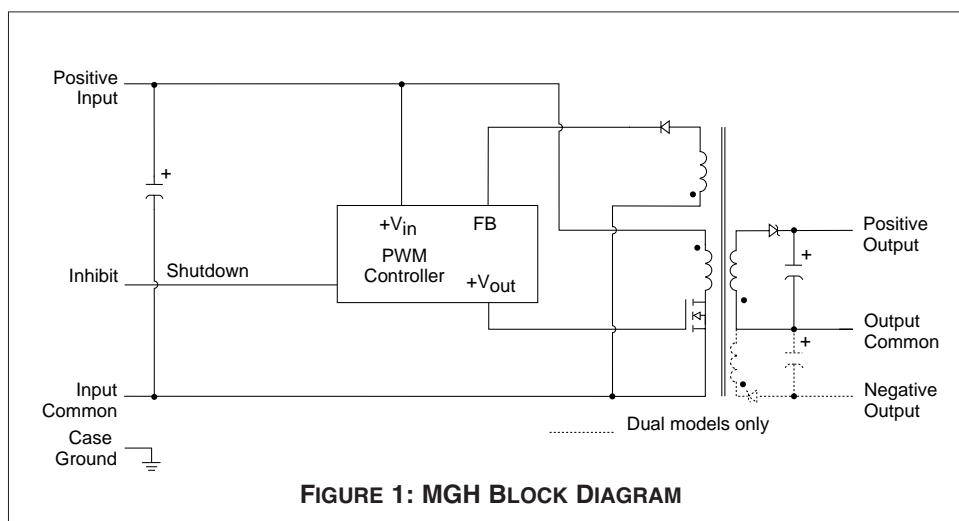 Positive
Input
+
+Vin
FB
PWM
Controller
+Vout
Inhibit
Shutdown
Positive
Output
+
Output
Common
+
Input
Common
Negative
Output
Dual models only
Case
Ground
FIGURE 1: MGH BLOCK DIAGRAM